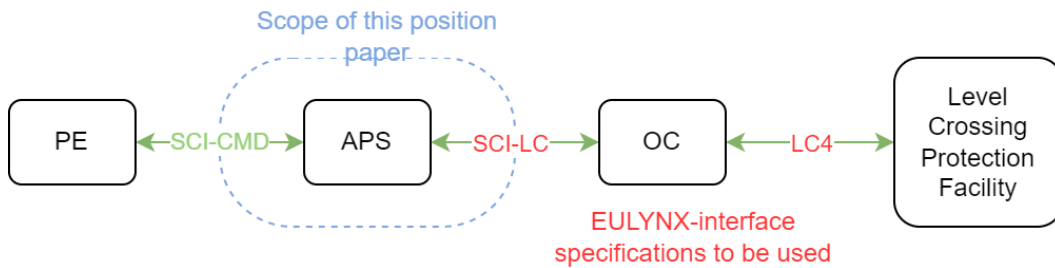 Scope of this position
paper
PE
SCI-CMD
APS
SCI-LC
OC
LC4
Level
Crossing
Protection
Facility
EULYNX-interface
specifications to be used